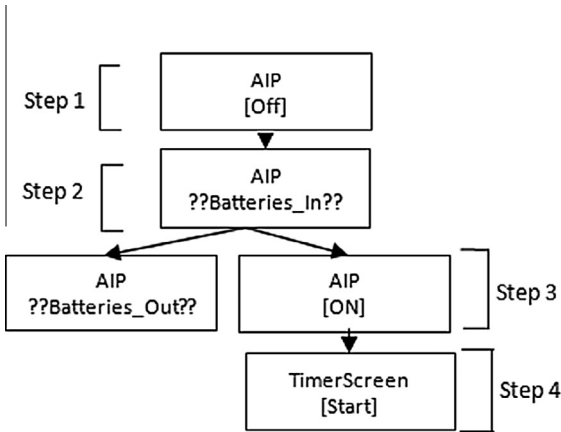 Step 1
AIP
[Off]
Step 2
AIP
??Batteries_In??
AIP
??Batteries_Out??
AIP
[ON]
Step 3
TimerScreen
[Start]
Step 4